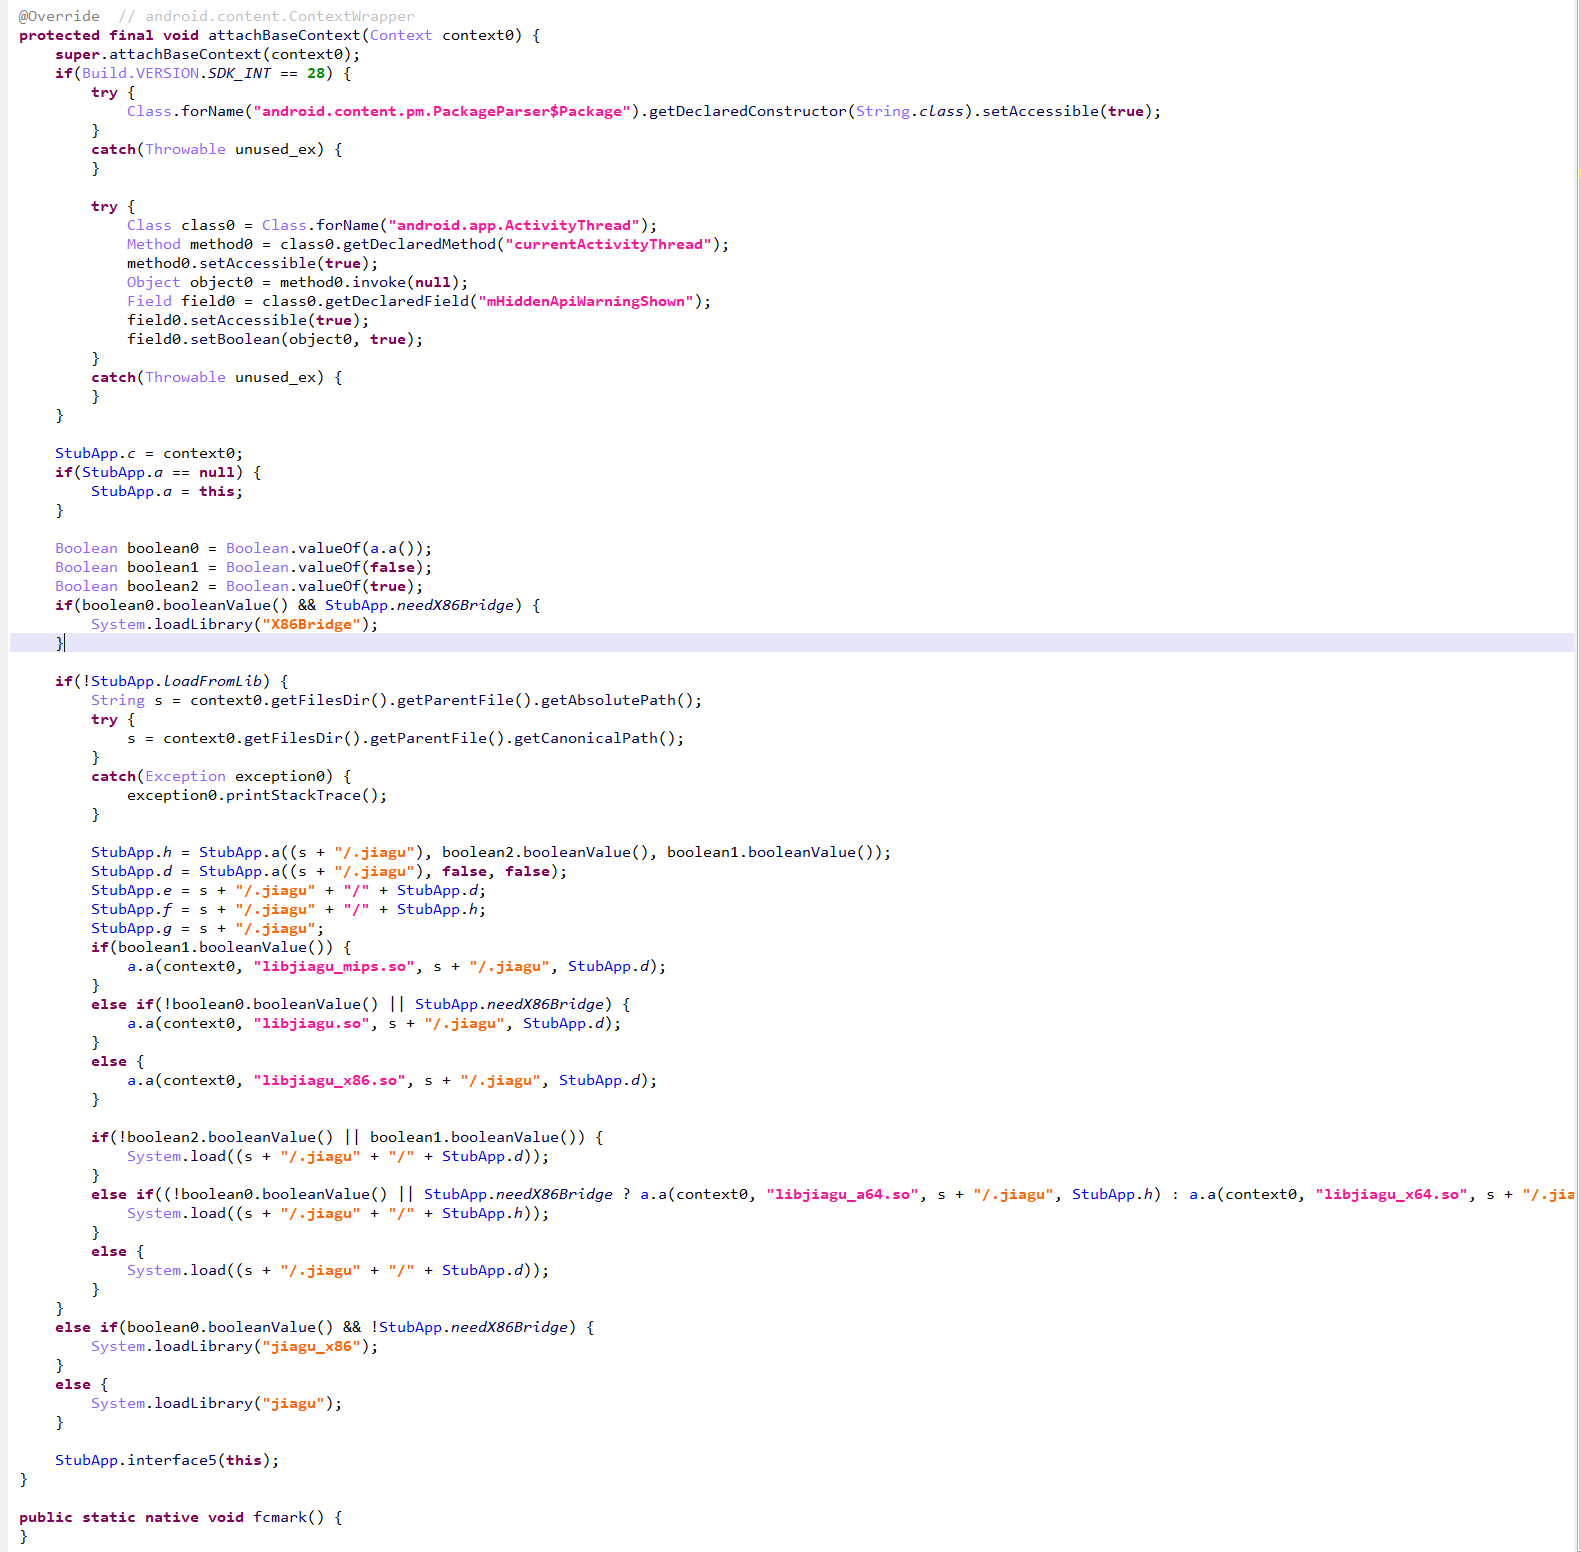 @Override  // android.content.ContextWrapper
protected final void attachBaseContext(Context context0) {
    super.attachBaseContext(context0);
    if(Build.VERSION.SDK_INT == 28) {
        try {
            Class.forName("android.content.pm.PackageParser$Package").getDeclaredConstructor(String.class).setAccessible(true);
        }
        catch(Throwable unused_ex) {
        }

        try {
            Class class0 = Class.forName("android.app.ActivityThread");
            Method method0 = class0.getDeclaredMethod("currentActivityThread");
            method0.setAccessible(true);
            Object object0 = method0.invoke(null);
            Field field0 = class0.getDeclaredField("mHiddenApiWarningShown");
            field0.setAccessible(true);
            field0.setBoolean(object0, true);
        }
        catch(Throwable unused_ex) {
        }
    }

    StubApp.c = context0;
    if(StubApp.a == null) {
        StubApp.a = this;
    }

    Boolean boolean0 = Boolean.valueOf(a.a());
    Boolean boolean1 = Boolean.valueOf(false);
    Boolean boolean2 = Boolean.valueOf(true);
    if(boolean0.booleanValue() && StubApp.needX86Bridge) {
        System.loadLibrary("X86Bridge");
    }

    if(!StubApp.loadFromLib) {
        String s = context0.getFilesDir().getParentFile().getAbsolutePath();
        try {
            s = context0.getFilesDir().getParentFile().getCanonicalPath();
        }
        catch(Exception exception0) {
            exception0.printStackTrace();
        }

        StubApp.h = StubApp.a((s + "/.jiagu"), boolean2.booleanValue(), boolean1.booleanValue());
        StubApp.d = StubApp.a((s + "/.jiagu"), false, false);
        StubApp.e = s + "/.jiagu" + "/" + StubApp.d;
        StubApp.f = s + "/.jiagu" + "/" + StubApp.h;
        StubApp.g = s + "/.jiagu";
        if(boolean1.booleanValue()) {
            a.a(context0, "libjiagu_mips.so", s + "/.jiagu", StubApp.d);
        }
        else if(!boolean0.booleanValue() || StubApp.needX86Bridge) {
            a.a(context0, "libjiagu.so", s + "/.jiagu", StubApp.d);
        }
        else {
            a.a(context0, "libjiagu_x86.so", s + "/.jiagu", StubApp.d);
        }

        if(!boolean2.booleanValue() || boolean1.booleanValue()) {
            System.load((s + "/.jiagu" + "/" + StubApp.d));
        }
        else if((!boolean0.booleanValue() || StubApp.needX86Bridge ? a.a(context0, "libjiagu_a64.so", s + "/.jiagu", StubApp.h) : a.a(context0, "libjiagu_x64.so", s + "/.jia
            System.load((s + "/.jiagu" + "/" + StubApp.h));
        }
        else {
            System.load((s + "/.jiagu" + "/" + StubApp.d));
        }
    }
    else if(boolean0.booleanValue() && !StubApp.needX86Bridge) {
        System.loadLibrary("jiagu_x86");
    }
    else {
        System.loadLibrary("jiagu");
    }

    StubApp.interface5(this);
}

public static native void fcmark() {
}